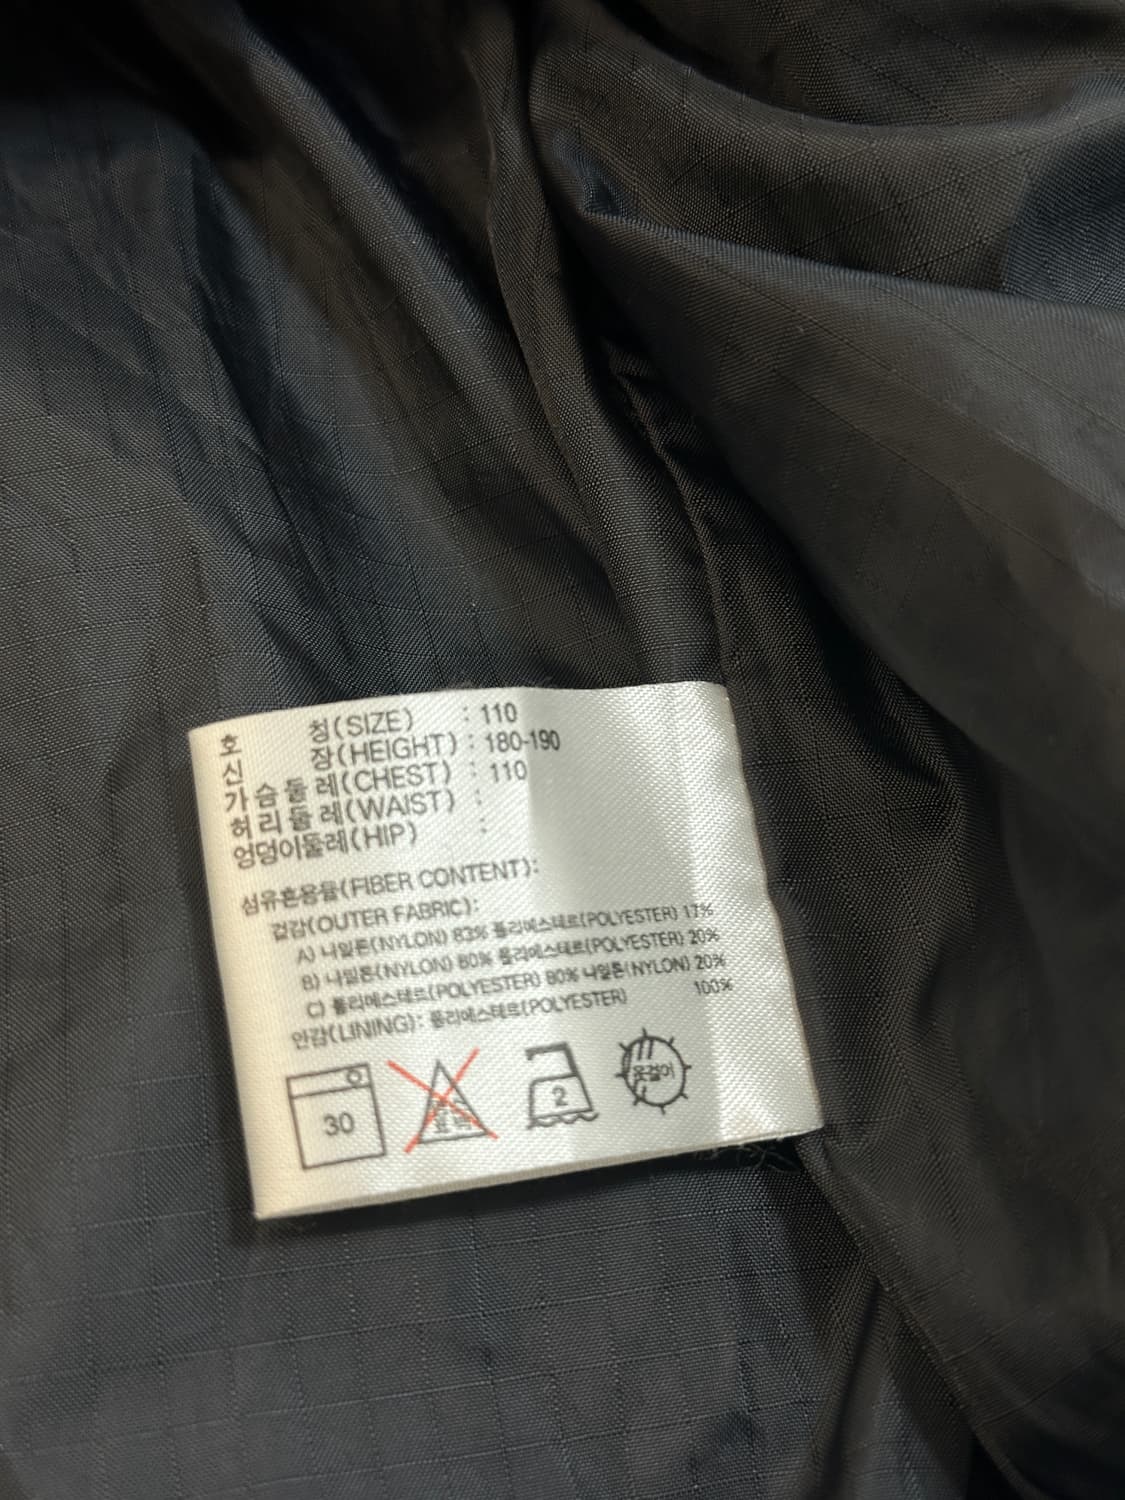 호 칭(SIZE) : 110
신 장(HEIGHT) : 180-190
가 슴 둘 레(CHEST) : 110
허 리 둘 레(WAIST) :
엉덩이둘레(HIP) :
섬유혼용율(FIBER CONTENT):
겉감(OUTER FABRIC):
A) 나일론(NYLON) 83% 폴리에스테르(POLYESTER) 17%
B) 나일론(NYLON) 80% 폴리에스테르(POLYESTER) 20%
C) 폴리에스테르(POLYESTER) 80% 나일론(NYLON) 20%
안감(LINING): 폴리에스테르(POLYESTER) 100%
30 2 옷걸이